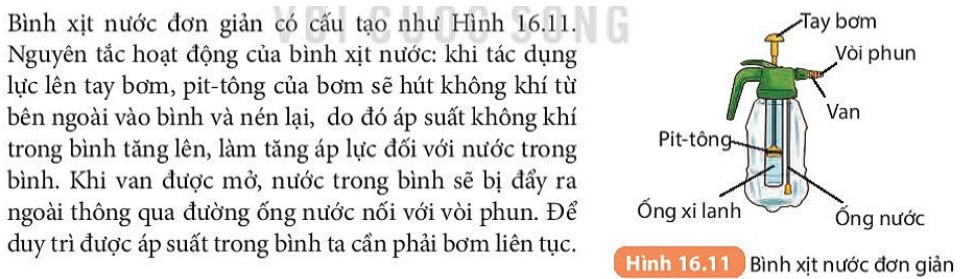 VỚI CUỘC SỐNG
Bình xịt nước đơn giản có cấu tạo như Hình 16.11.
Nguyên tắc hoạt động của bình xịt nước: khi tác dụng
lực lên tay bơm, pit-tông của bơm sẽ hút không khí từ
bên ngoài vào bình và nén lại, do đó áp suất không khí
trong bình tăng lên, làm tăng áp lực đối với nước trong
bình. Khi van được mở, nước trong bình sẽ bị đẩy ra
ngoài thông qua đường ống nước nối với vòi phun. Để
duy trì được áp suất trong bình ta cần phải bơm liên tục.
Tay bơm
Vòi phun
Van
Pit-tông
Ống xi lanh
Ống nước
Hình 16.11 Bình xịt nước đơn giản